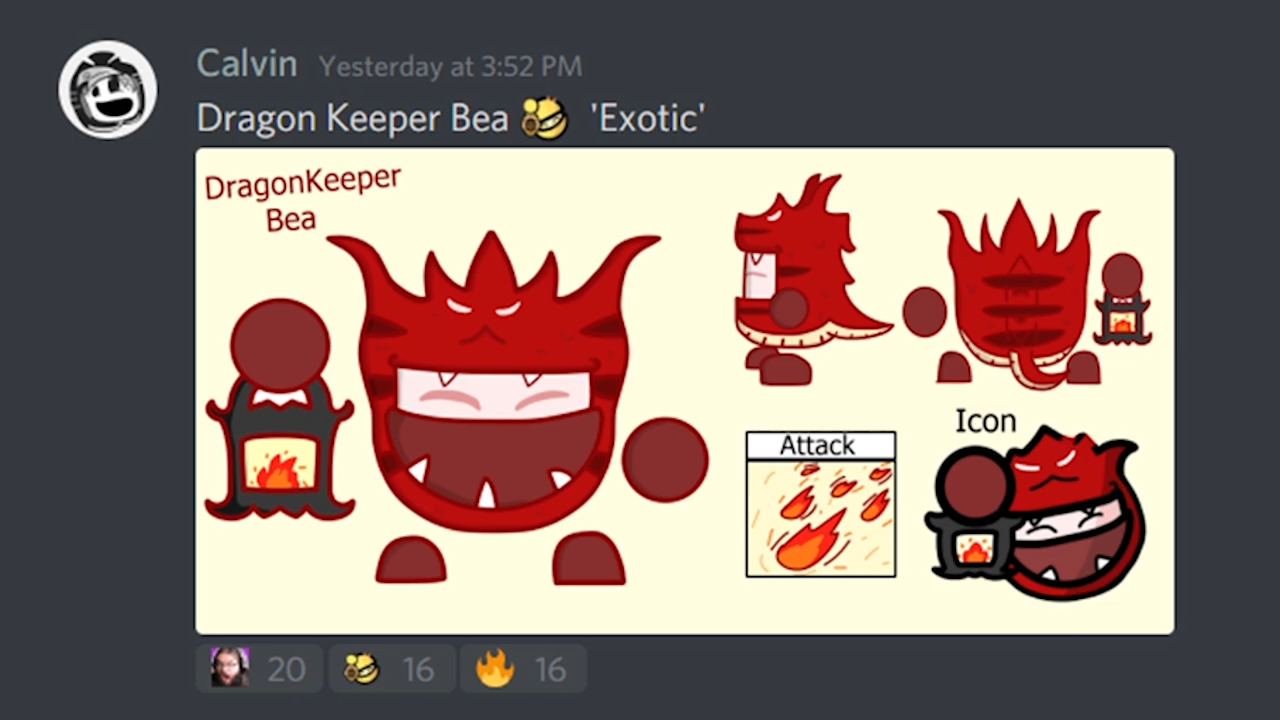 Calvin Yesterday at 3:52 PM
Dragon Keeper Bea 'Exotic'
DragonKeeper
Bea
Attack
Icon
20 16 16